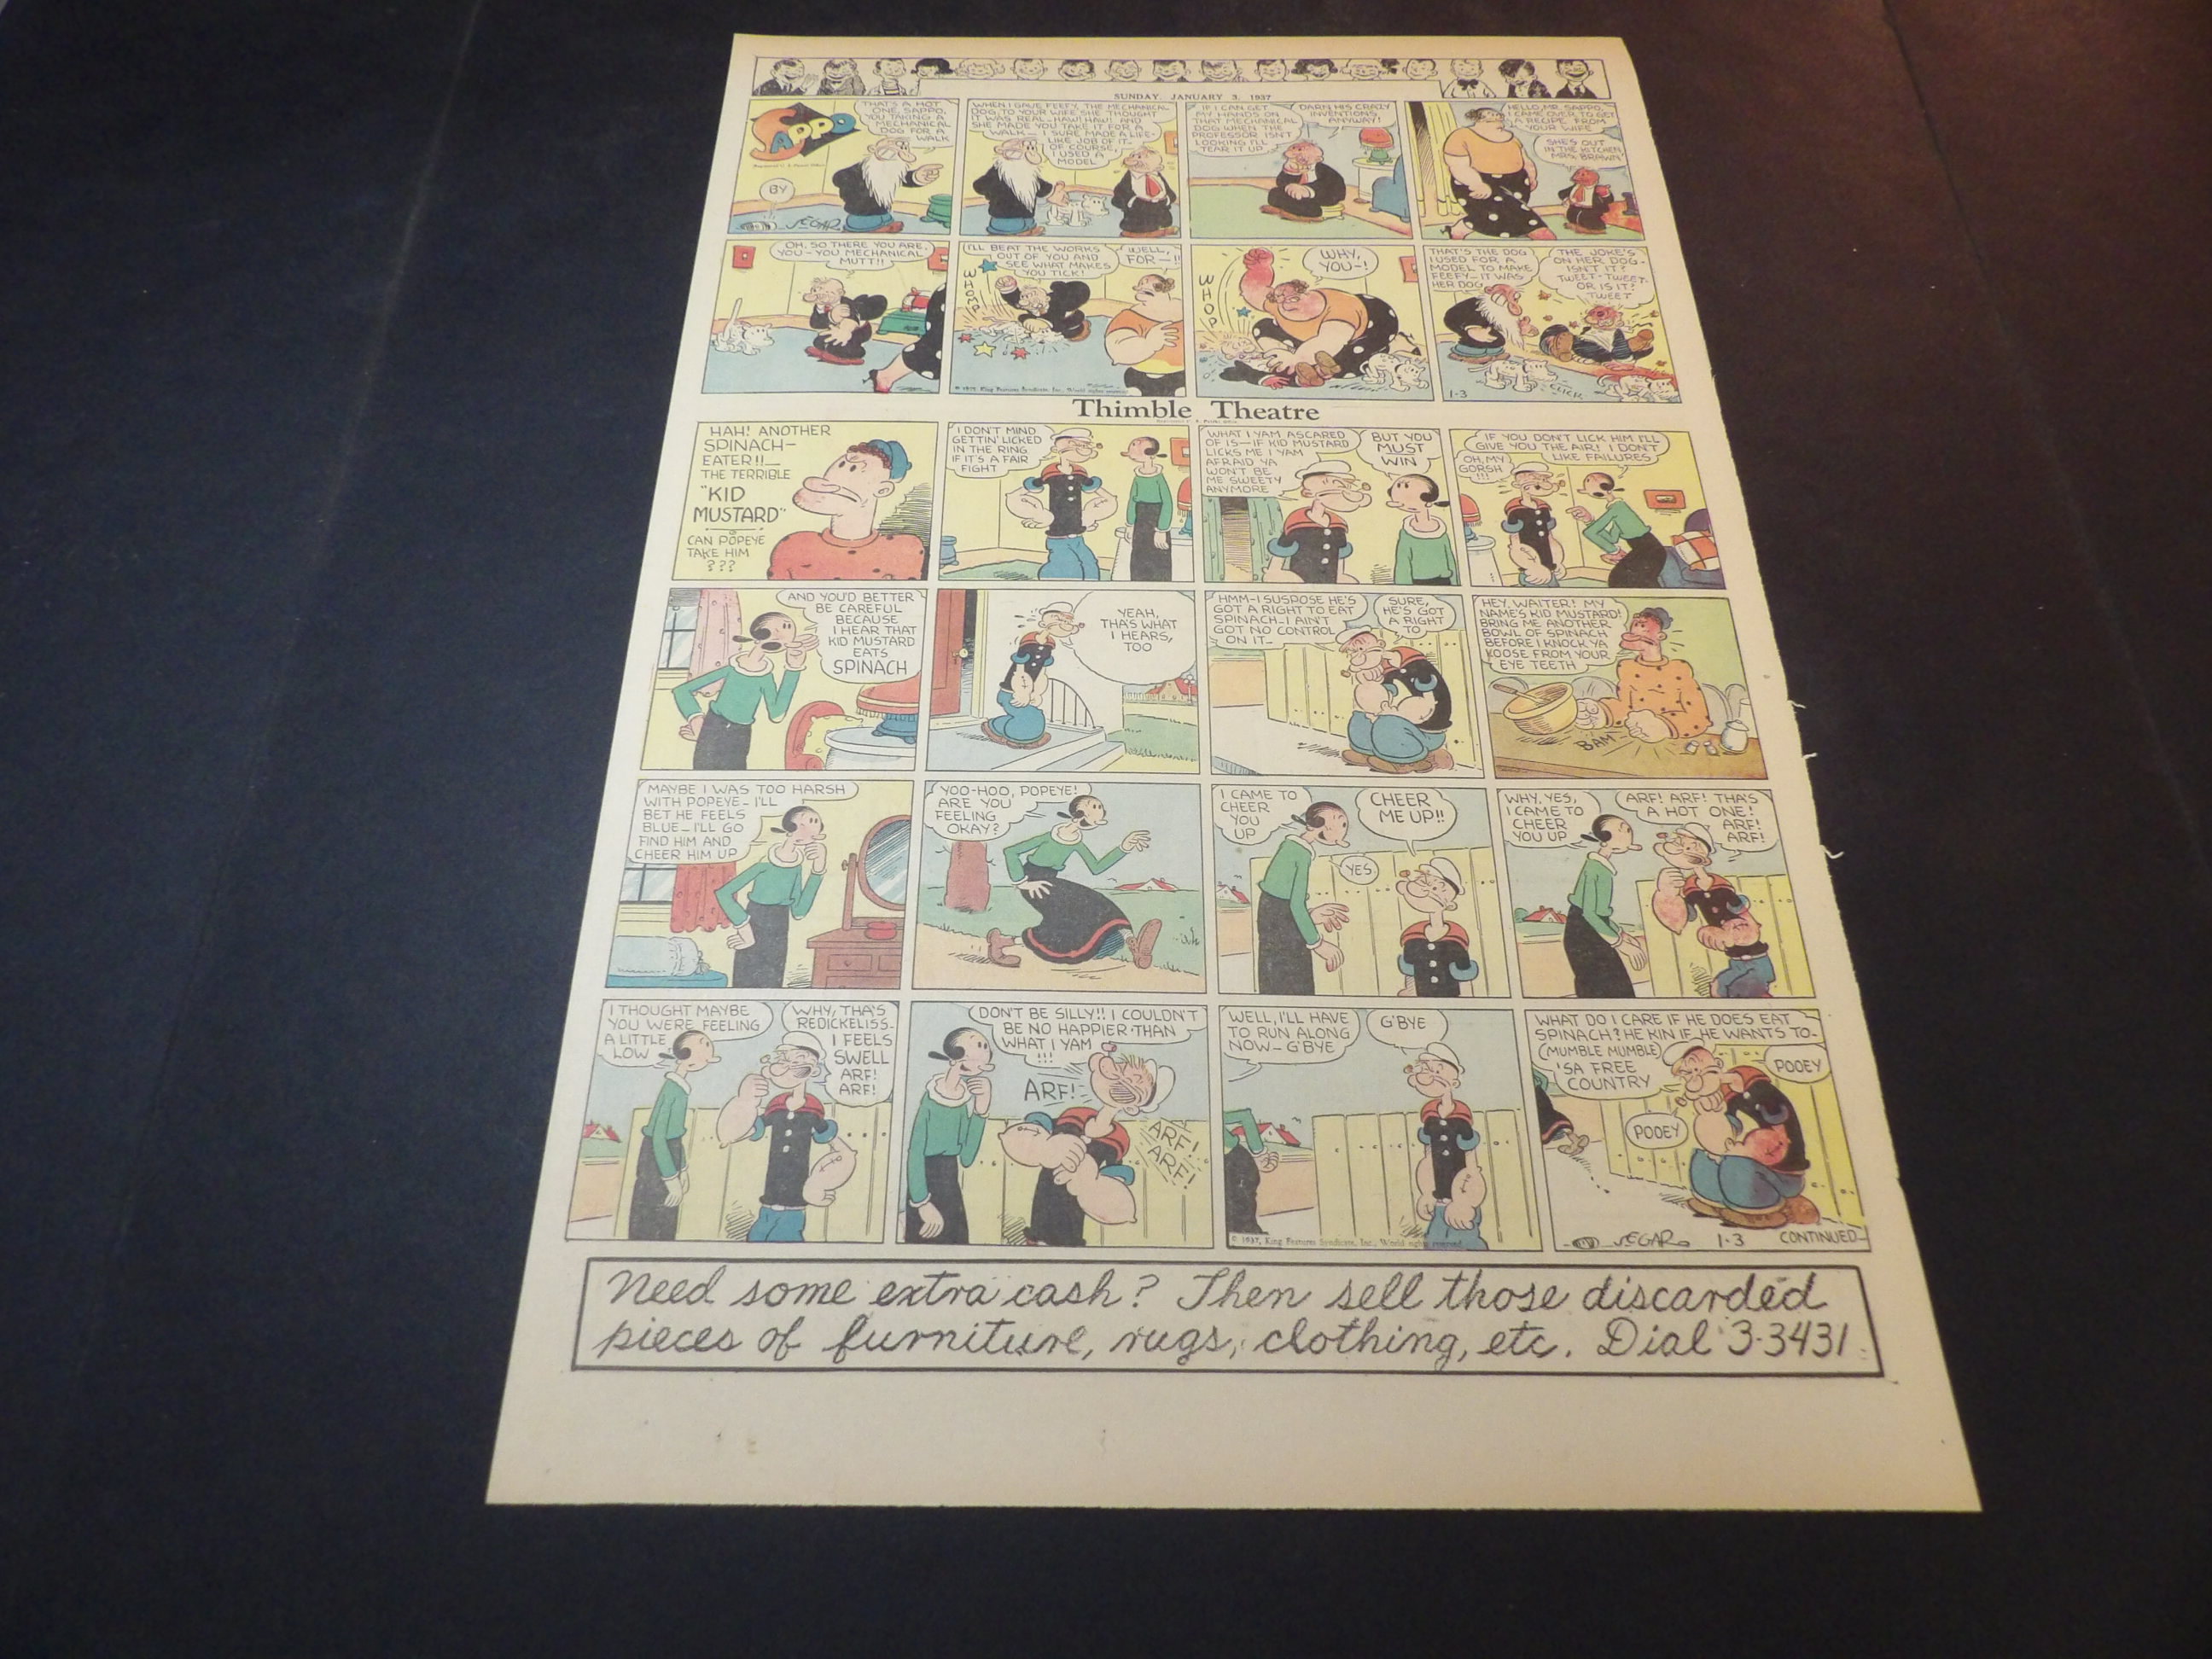 SUNDAY, JANUARY 3, 1937
SAPPO
BY
SEGAR
THAT'S A HOT
ONE, SAPPO,
YOU TAKING A
MECHANICAL
DOG FOR A
WALK
WHEN I GAVE FEEFY, THE MECHANICAL
DOG, TO YOUR WIFE SHE THOUGHT
IT WAS REAL - HAW! HAW! AND
SHE MADE YOU TAKE IT FOR A
WALK - I SURE MADE A LIFE-
LIKE JOB OF IT -
OF COURSE,
I USED A
MODEL
IF I CAN GET
MY HANDS ON
THAT MECHANICAL
DOG WHEN THE
PROFESSOR ISN'T
LOOKING I'LL
TEAR IT UP
DARN HIS CRAZY
INVENTIONS,
ANYWAY!
HELLO, MR. SAPPO,
I CAME OVER TO GET
A RECIPE FROM
YOUR WIFE
SHE'S OUT
IN THE KITCHEN
MRS. BROWN
OH, SO THERE YOU ARE,
YOU - YOU MECHANICAL
MUTT!!
I'LL BEAT THE WORKS
OUT OF YOU AND
SEE WHAT MAKES
YOU TICK!
WELL,
FOR - !!
WHOMP
© 1937, King Features Syndicate, Inc., World rights reserved
WHY,
YOU - !
WHOP
THAT'S THE DOG
I USED FOR A
MODEL TO MAKE
FEEFY - IT WAS
HER DOG
THE JOKE'S
ON HER DOG -
ISN'T IT?
TWEET - TWEET -
OR IS IT?
TWEET
CLICK
1-3
Thimble Theatre
HAH! ANOTHER
SPINACH-
EATER!!
THE TERRIBLE
"KID
MUSTARD"
CAN POPEYE
TAKE HIM
???
I DON'T MIND
GETTIN' LICKED
IN THE RING
IF IT'S A FAIR
FIGHT
WHAT I YAM ASCARED
OF IS - IF KID MUSTARD
LICKS ME I YAM
AFRAID YA
WON'T BE
ME SWEETY
ANYMORE
BUT YOU
MUST
WIN
IF YOU DON'T LICK HIM I'LL
GIVE YOU THE AIR! I DON'T
LIKE FAILURES
OH, MY
GORSH
!!!
AND YOU'D BETTER
BE CAREFUL
BECAUSE
I HEAR THAT
KID MUSTARD
EATS
SPINACH
YEAH,
THA'S WHAT
I HEARS,
TOO
HMM - I SUSPOSE HE'S
GOT A RIGHT TO EAT
SPINACH - I AIN'T
GOT NO CONTROL
ON IT -
SURE,
HE'S GOT
A RIGHT
TO
HEY, WAITER! MY
NAME'S KID MUSTARD!
BRING ME ANOTHER
BOWL OF SPINACH
BEFORE I KNOCK YA
LOOSE FROM YOUR
EYE TEETH
BAM
MAYBE I WAS TOO HARSH
WITH POPEYE - I'LL
BET HE FEELS
BLUE - I'LL GO
FIND HIM AND
CHEER HIM UP
YOO-HOO, POPEYE!
ARE YOU
FEELING
OKAY?
I CAME TO
CHEER
YOU
UP
CHEER
ME UP!!
YES
WHY, YES,
I CAME TO
CHEER
YOU UP
ARF! ARF! THA'S
A HOT ONE!
ARF!
ARF!
I THOUGHT MAYBE
YOU WERE FEELING
A LITTLE
LOW
WHY, THA'S
REDICKELISS -
I FEELS
SWELL
ARF!
ARF!
DON'T BE SILLY!! I COULDN'T
BE NO HAPPIER THAN
WHAT I YAM
!!!
ARF!
ARF!
ARF!
WELL, I'LL HAVE
TO RUN ALONG
NOW - G'BYE
G'BYE
© 1937, King Features Syndicate, Inc., World rights reserved
WHAT DO I CARE IF HE DOES EAT
SPINACH? HE KIN IF HE WANTS TO -
(MUMBLE MUMBLE)
'SA FREE
COUNTRY
POOEY
POOEY
SEGAR
1-3
CONTINUED -
Need some extra cash? Then sell those discarded
pieces of furniture, rugs, clothing, etc. Dial 3-3431.